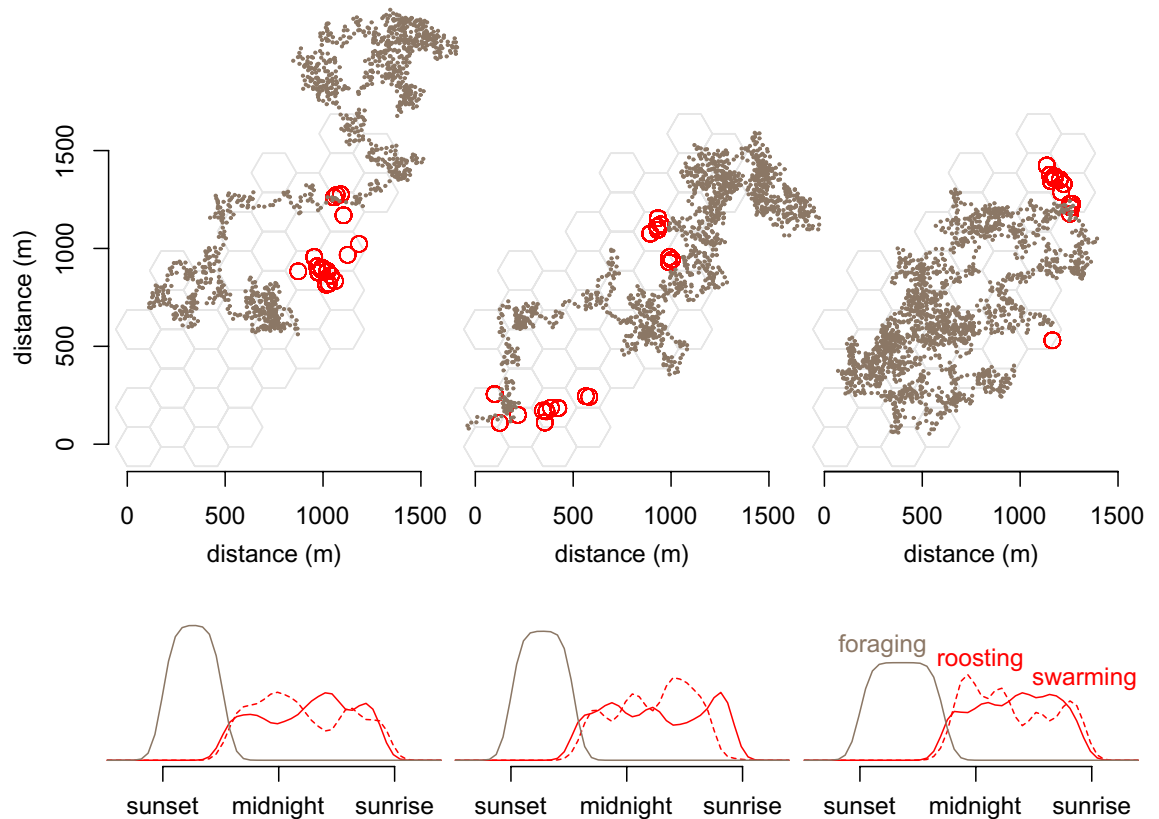 1500
1000
500
0
distance (m)
0 500 1000 1500 0 500 1000 1500 0 500 1000 1500
distance (m) distance (m) distance (m)
foraging
roosting
swarming
sunset midnight sunrise sunset midnight sunrise sunset midnight sunrise